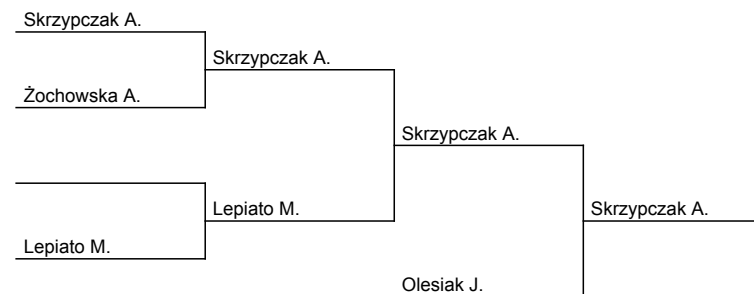 Skrzypczak A.
Skrzypczak A.
Żochowska A.
Skrzypczak A.
Lepiato M.
Skrzypczak A.
Lepiato M.
Olesiak J.